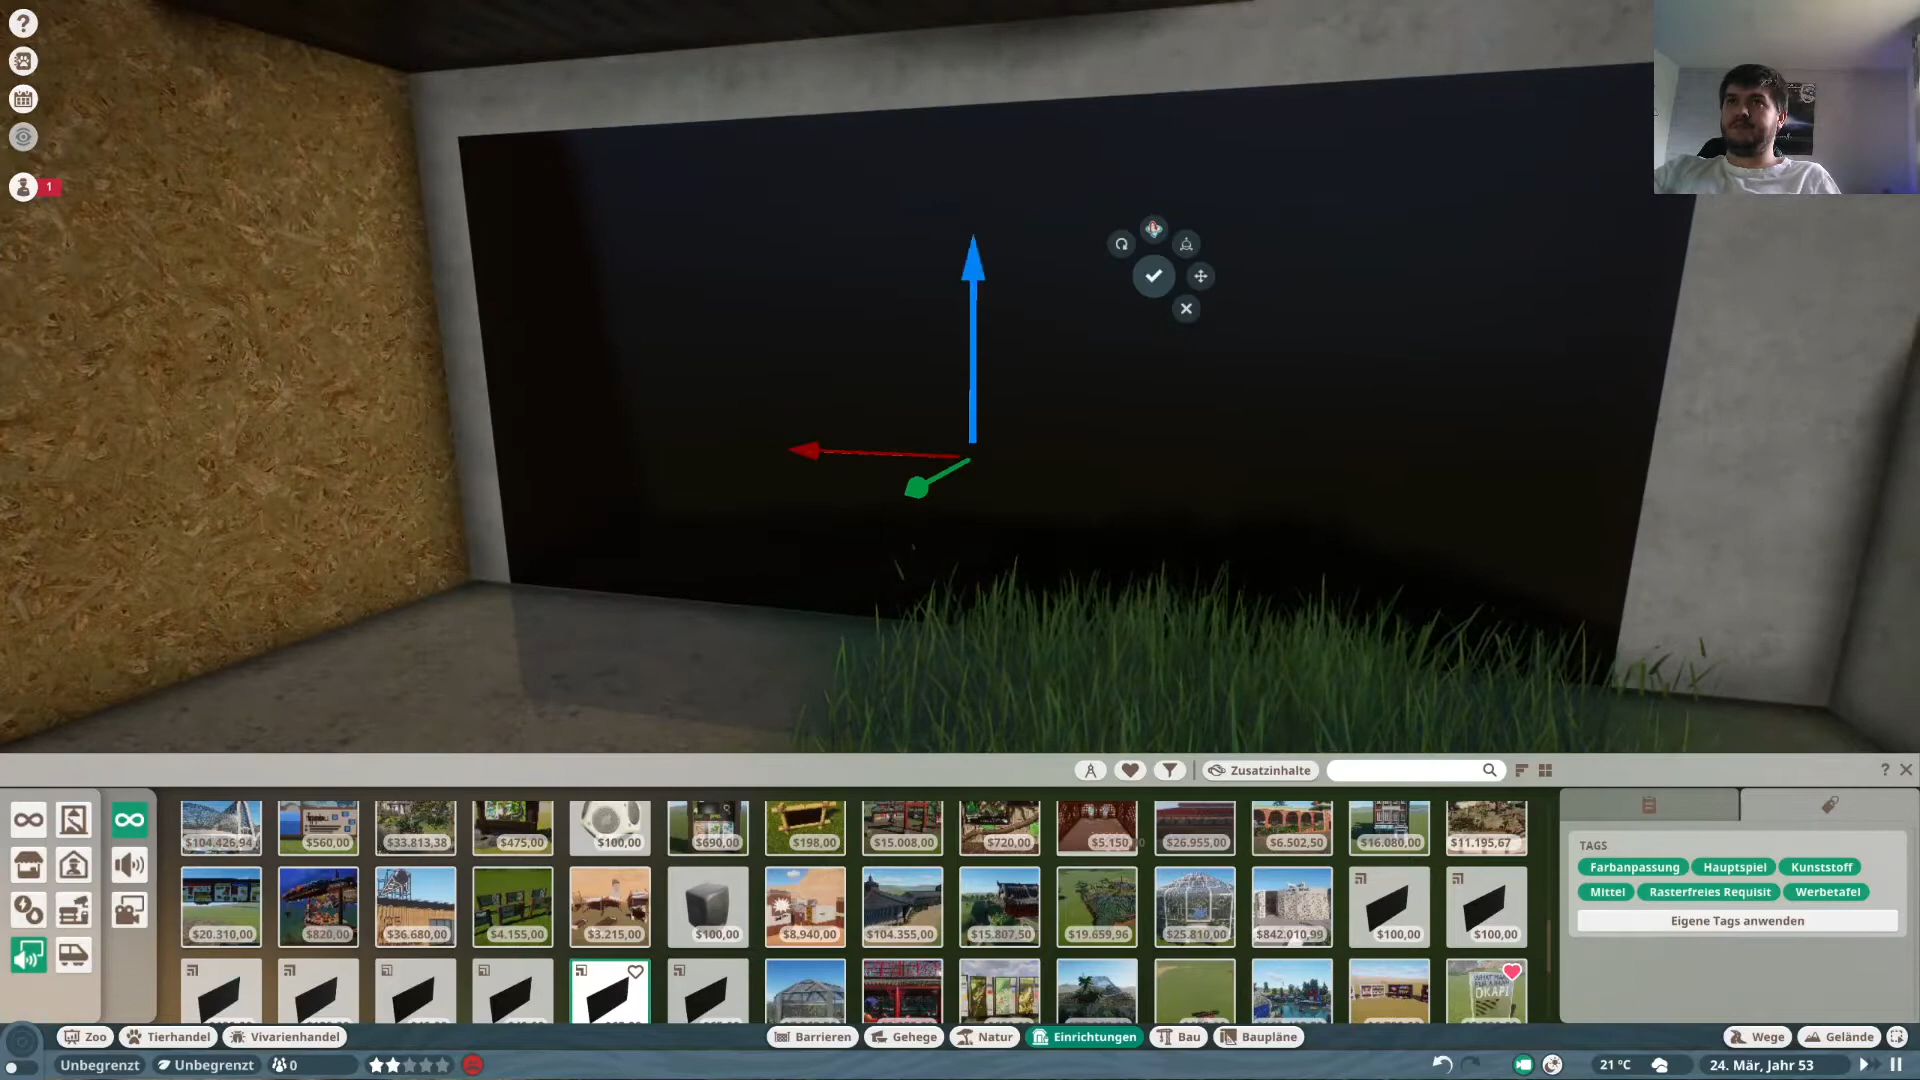 ?
1
Zusatzinhalte
?
$104.426,94
$560,00
$33.813,38
$475,00
$100,00
$690,00
$198,00
$15.008,00
$720,00
$5.150,
$26.955,00
$6.502,50
$16.080,00
$11.195,67
TAGS
Farbanpassung
Hauptspiel
Kunststoff
Mittel
Rasterfreies Requisit
Werbetafel
Eigene Tags anwenden
$20.310,00
$820,00
$36.680,00
$4.155,00
$3.215,00
$100,00
$8.940,00
$104.355,00
$15.807,50
$19.659,96
$25.810,00
$842.010,99
$100,00
$100,00
OKAPI
Zoo
Tierhandel
Vivarienhandel
Barrieren
Gehege
Natur
Einrichtungen
Bau
Baupläne
Wege
Gelände
Unbegrenzt
Unbegrenzt
0
21 °C
24. Mär, Jahr 53